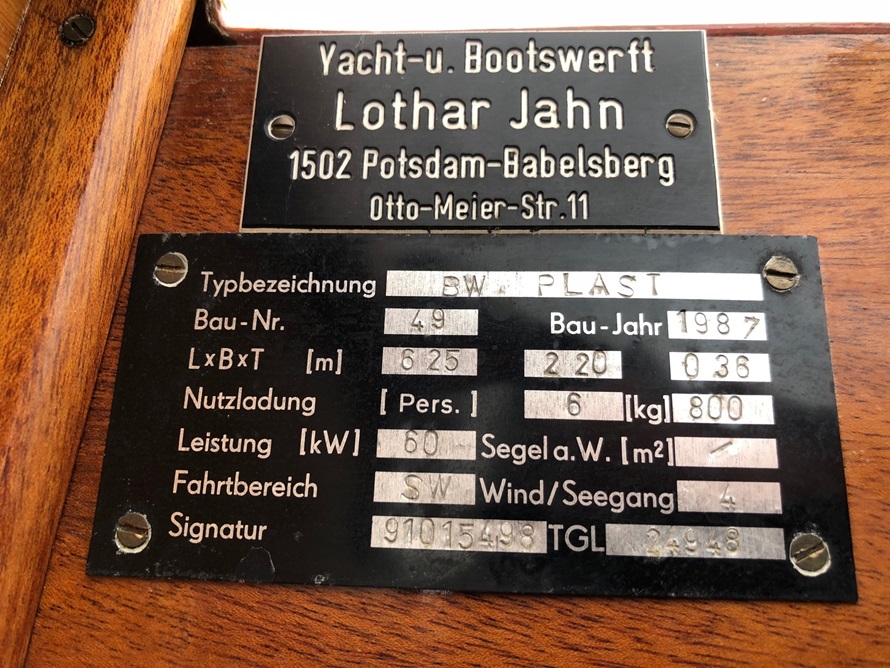 Yacht-u. Bootswerft
Lothar Jahn
1502 Potsdam-Babelsberg
Otto-Meier-Str.11
Typbezeichnung BW. PLAST
Bau-Nr. 49 Bau-Jahr 1987
L×B×T [m] 6 25 2 20 0 36
Nutzladung [ Pers. ] 6 [kg] 800
Leistung [kW] 60 Segel a.W. [m²] /
Fahrtbereich SW Wind/Seegang 4
Signatur 91015498 TGL 24948